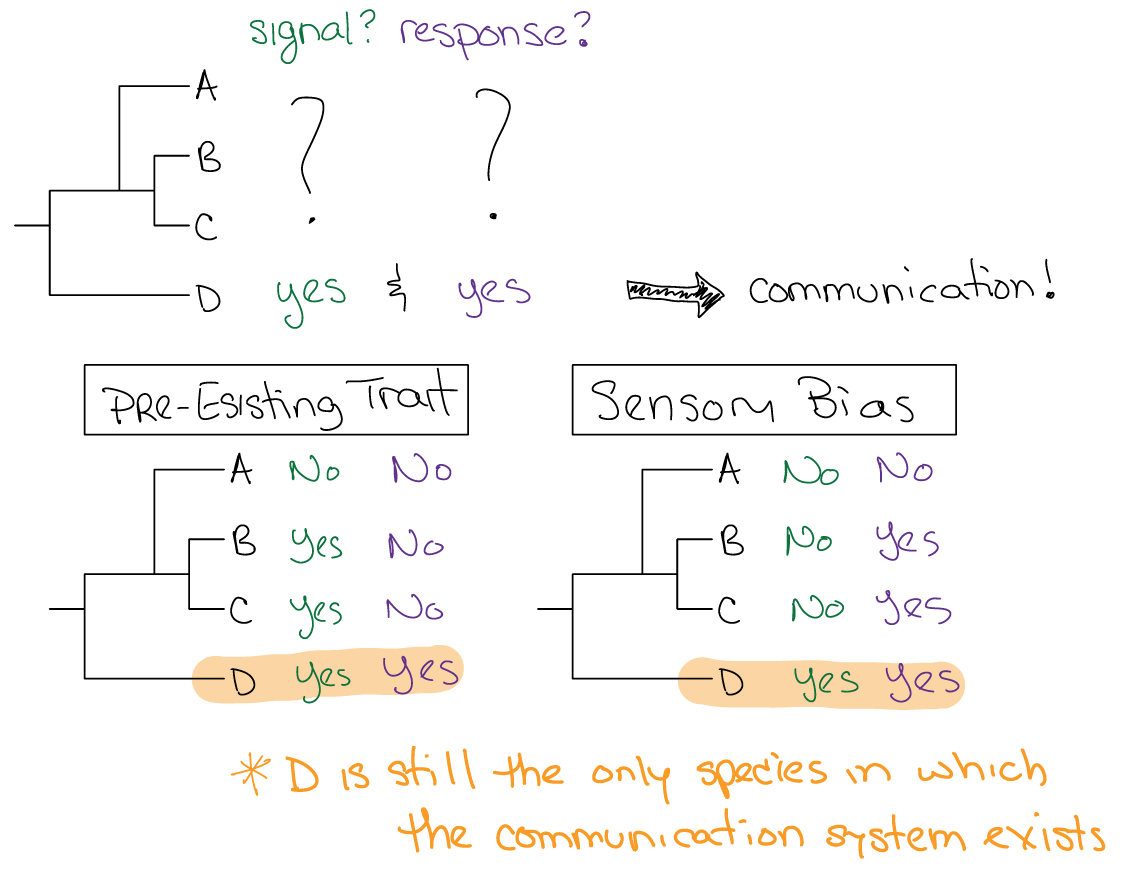 signal? response?
A
B
? ?
C
D yes & yes communication!
PRe-Esisting Trait
Sensory Bias
A No No
B Yes No
C Yes No
D Yes Yes
A No No
B No Yes
C No Yes
D Yes Yes
* D is still the only species in which
the communication system exists